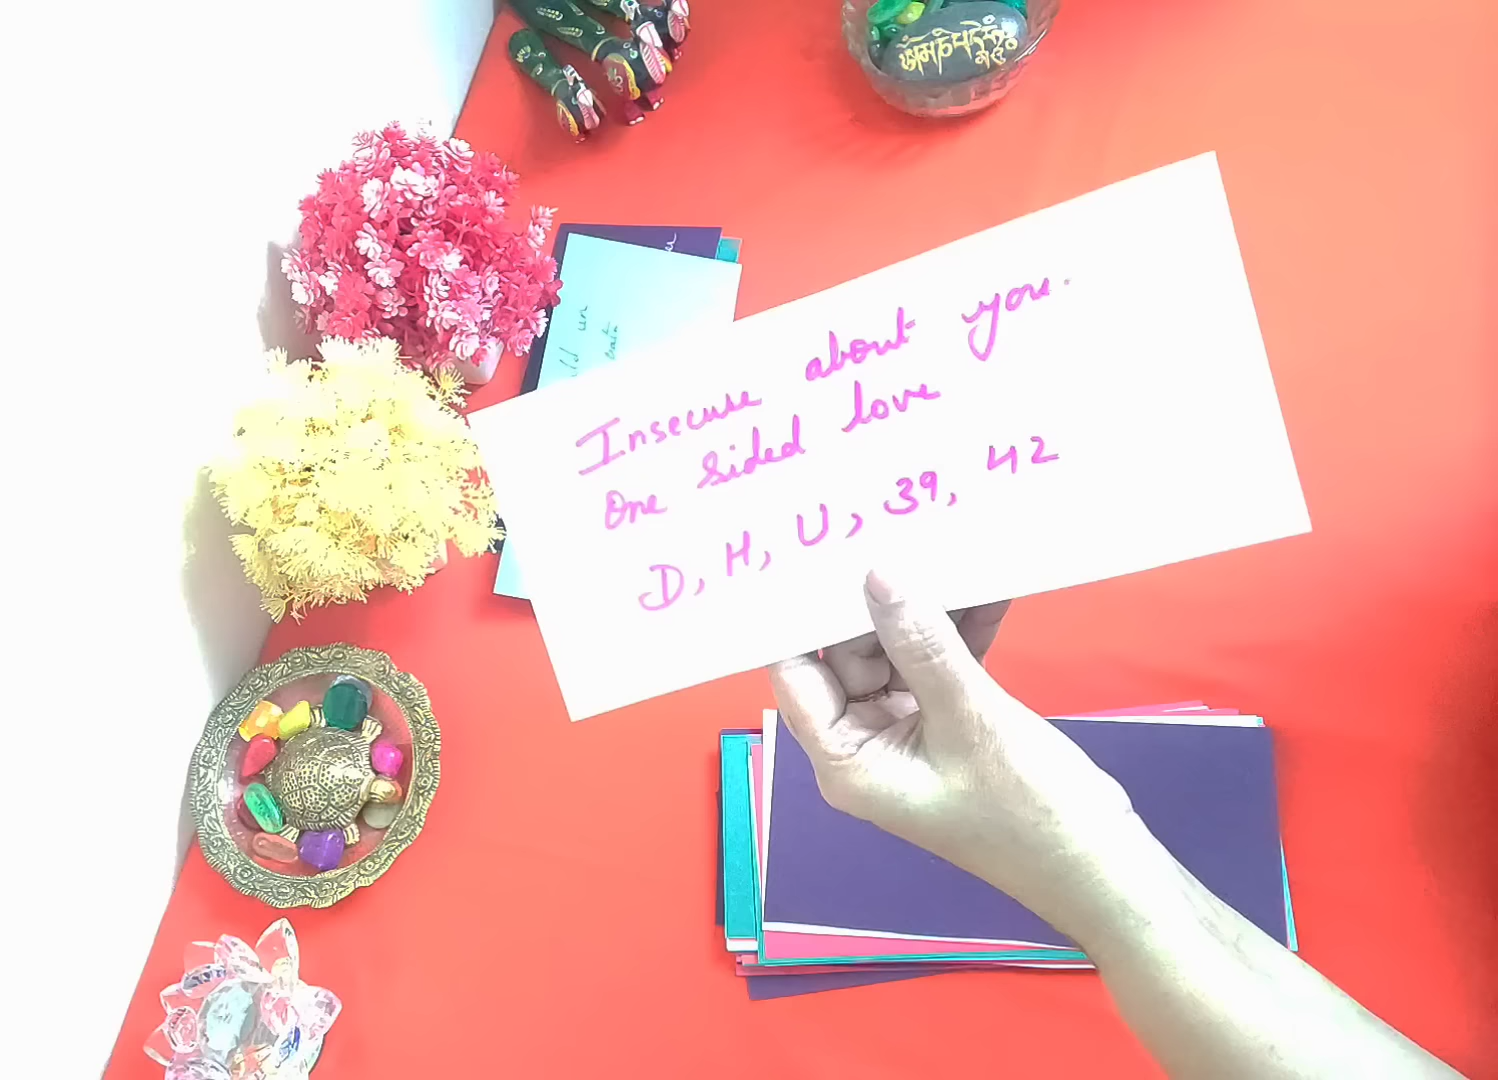 Insecure about you.
One sided love
D, H, U, 39, 42